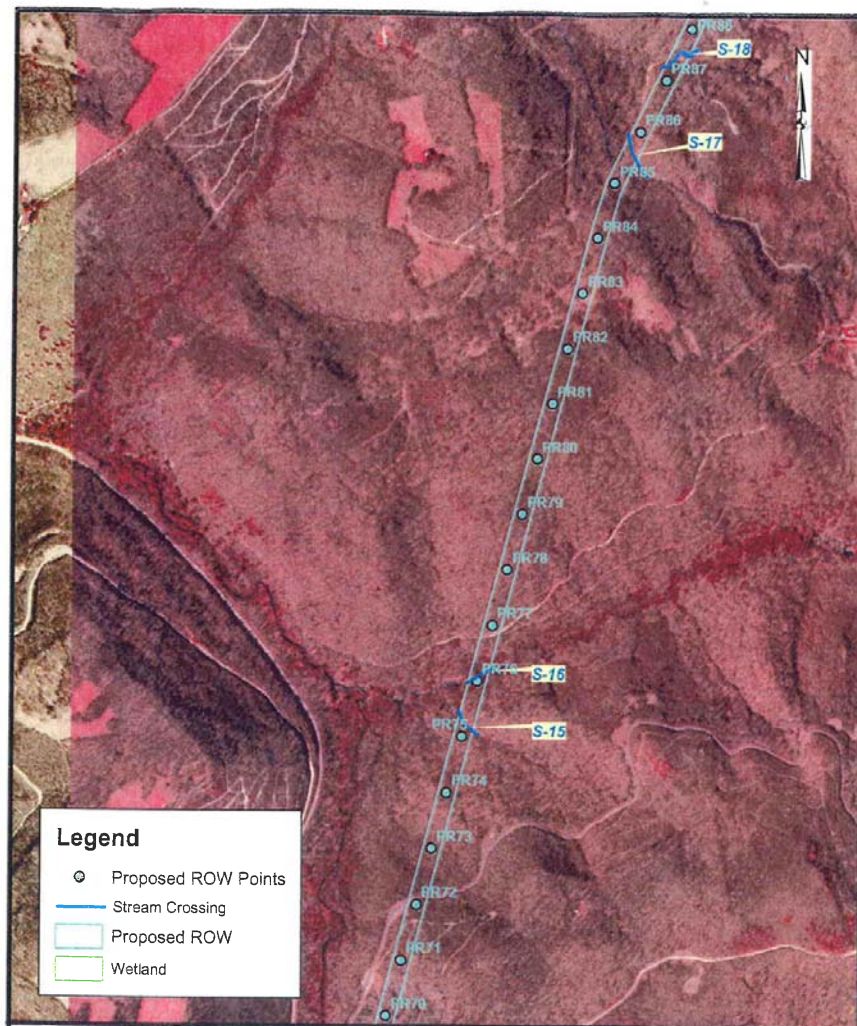 PR88
S-18
PR87
N
PR86
S-17
PR85
PR84
PR83
PR82
PR81
PR80
PR79
PR78
PR77
PR76
S-16
PR75
S-15
PR74
PR73
PR72
PR71
PR70
Legend
Proposed ROW Points
Stream Crossing
Proposed ROW
Wetland